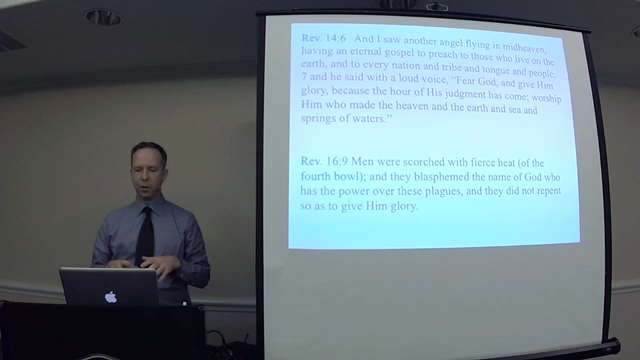 Rev. 14:6 And I saw another angel flying in midheaven,
having an eternal gospel to preach to those who live on the
earth, and to every nation and tribe and tongue and people,
7 and he said with a loud voice, “Fear God, and give Him
glory, because the hour of His judgment has come; worship
Him who made the heaven and the earth and sea and
springs of waters.”
Rev. 16:9 Men were scorched with fierce heat (of the
fourth bowl); and they blasphemed the name of God who
has the power over these plagues, and they did not repent
so as to give Him glory.